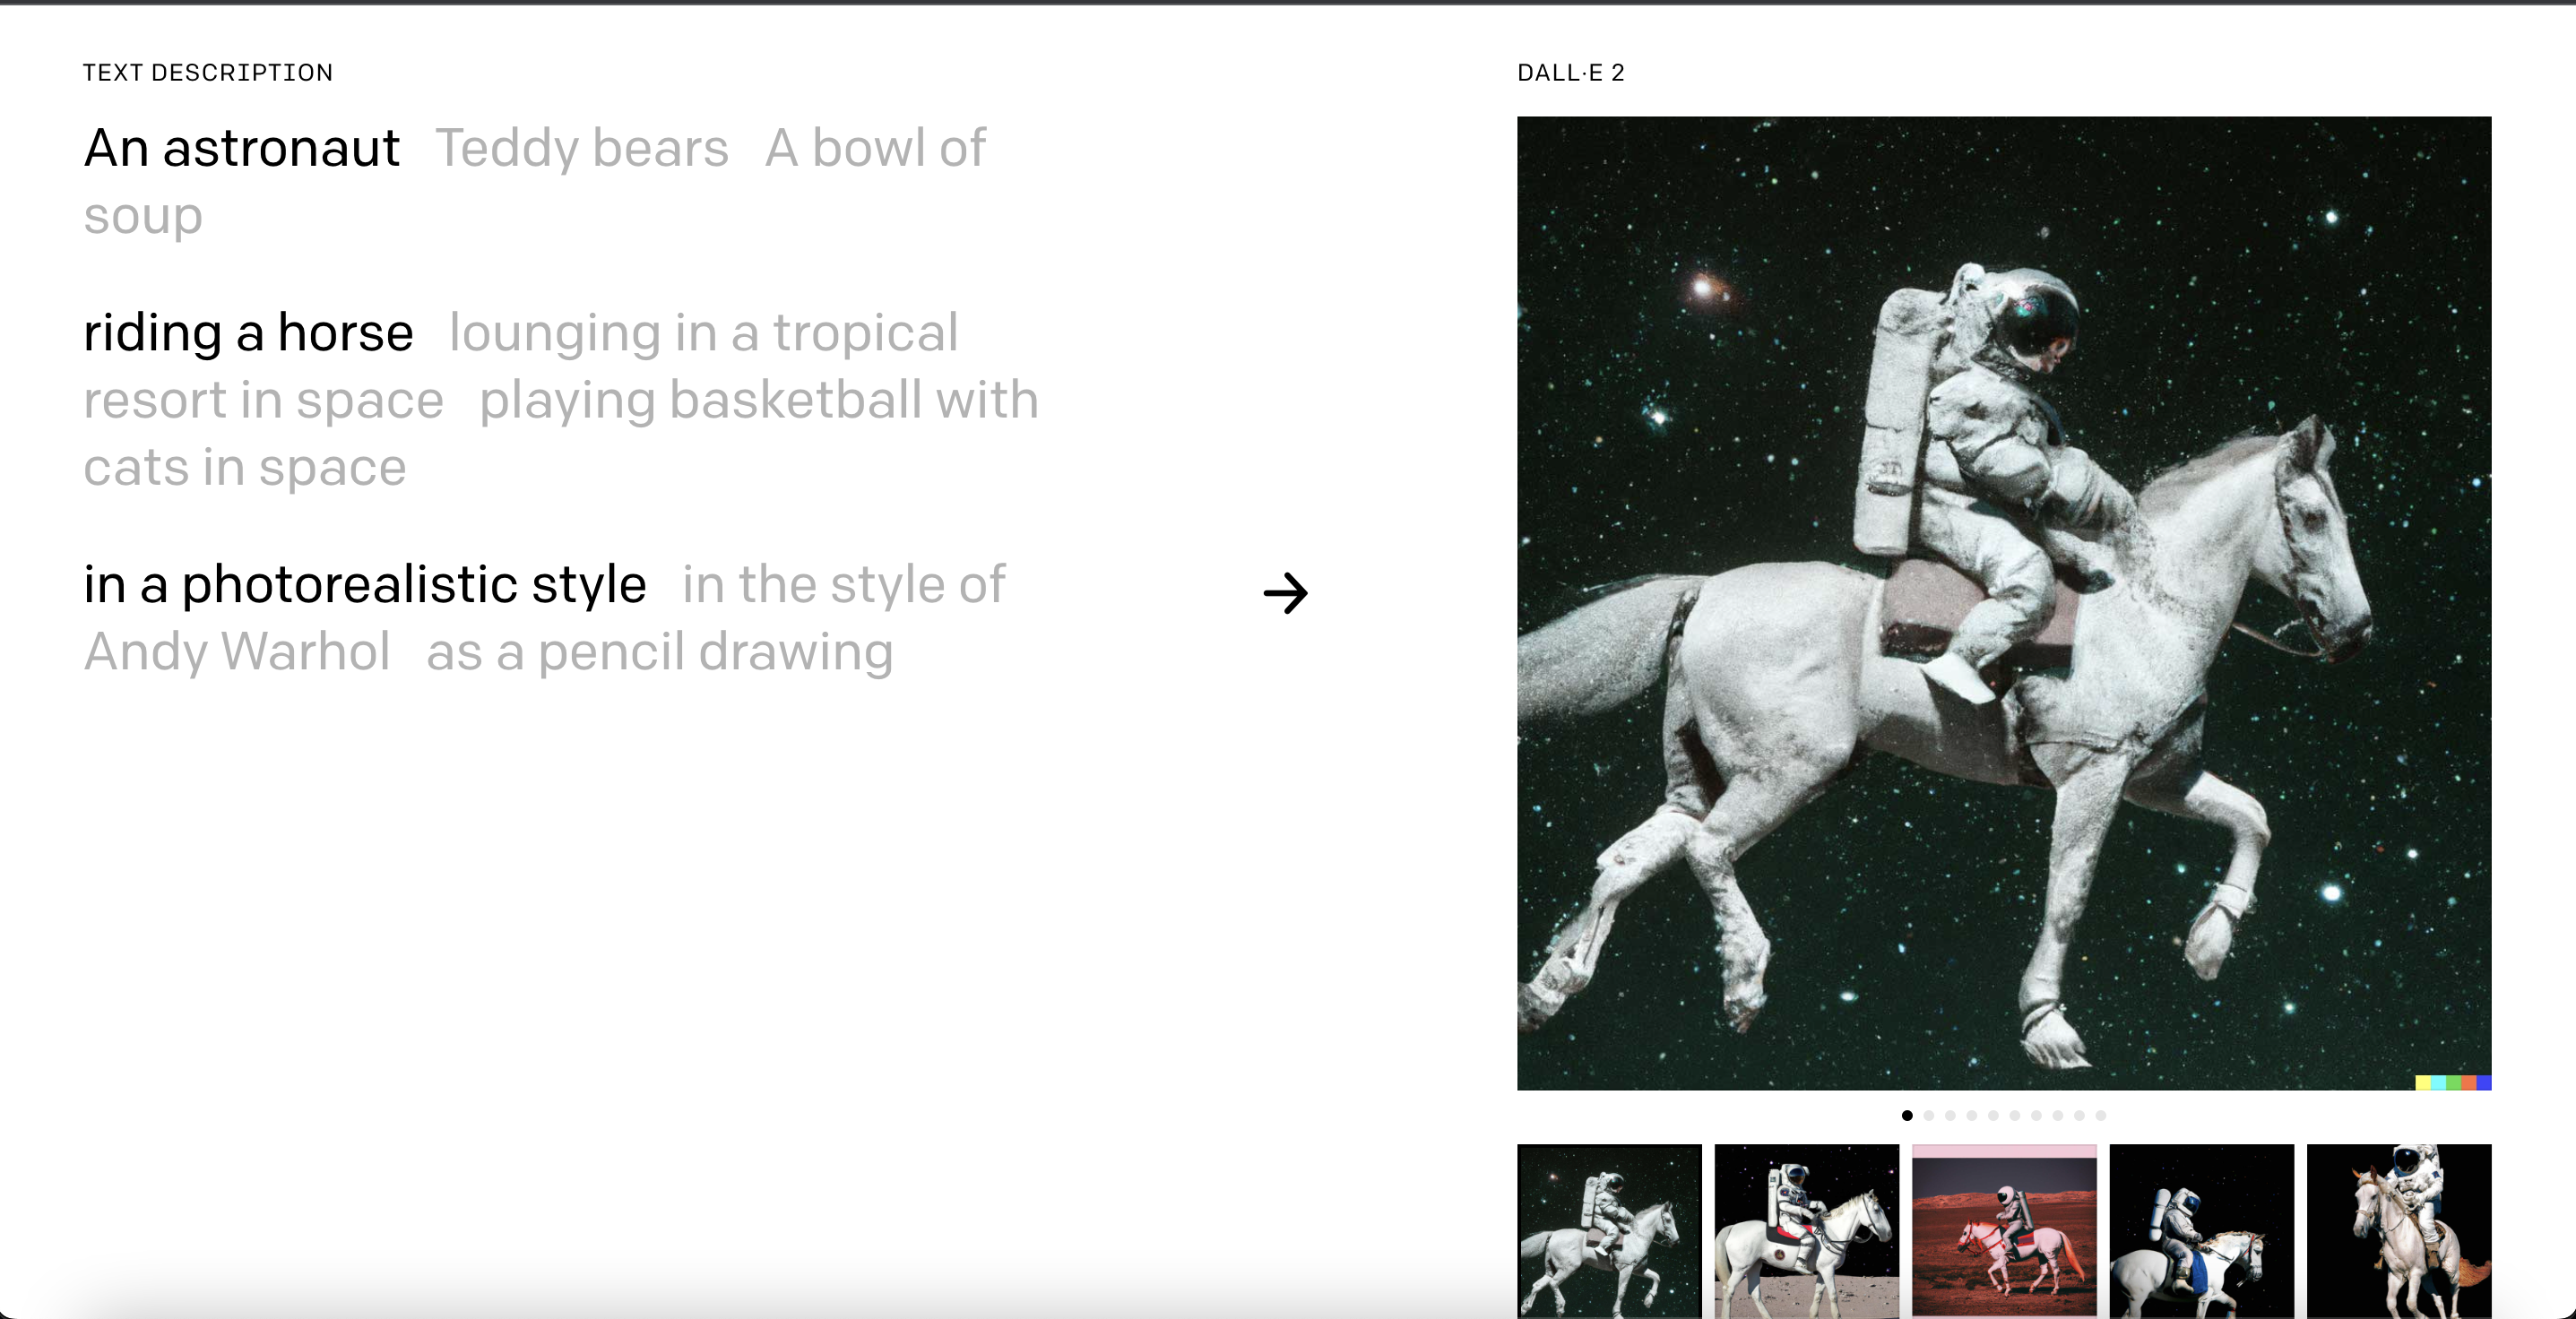 TEXT DESCRIPTION
An astronaut Teddy bears A bowl of
soup
riding a horse lounging in a tropical
resort in space playing basketball with
cats in space
in a photorealistic style in the style of
Andy Warhol as a pencil drawing
→
DALL·E 2